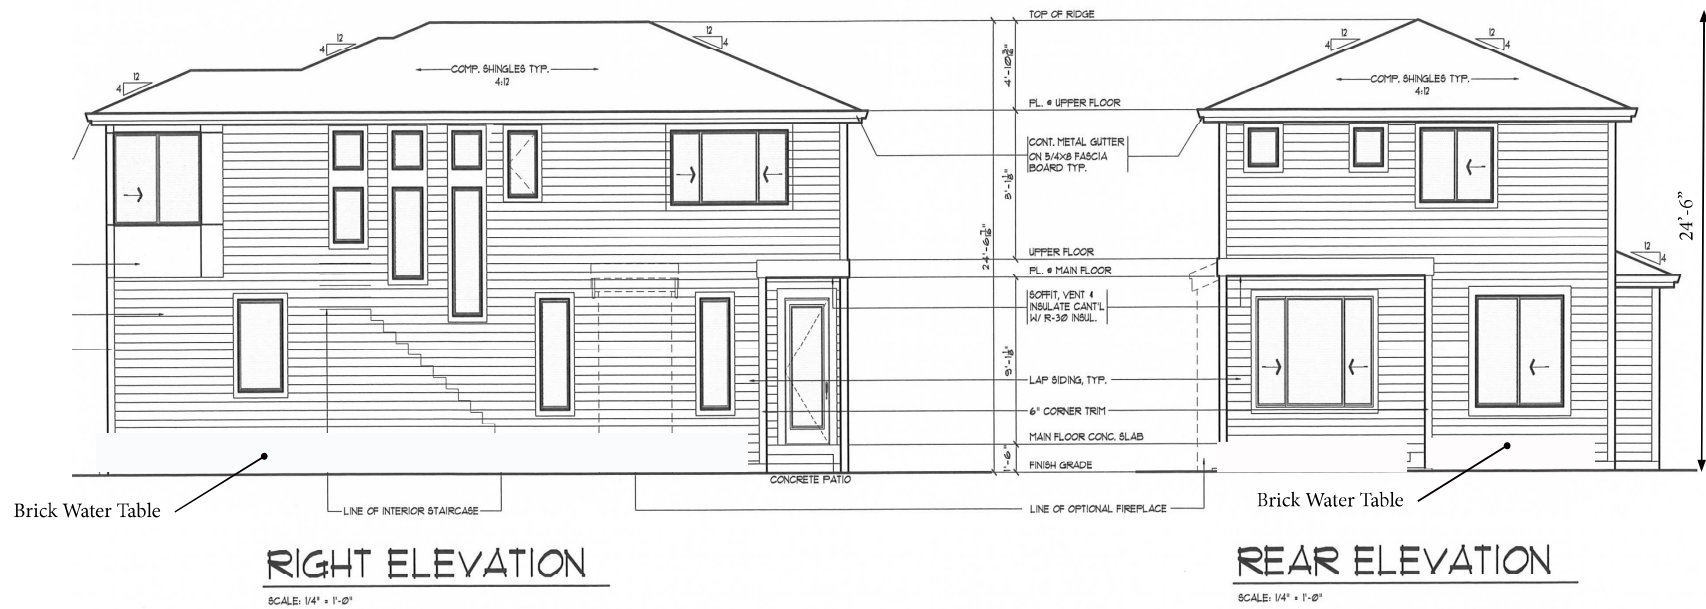 TOP OF RIDGE
12
4
12
4
12
4
12
4
12
4
COMP. SHINGLES TYP.
4:12
COMP. SHINGLES TYP.
4:12
PL. @ UPPER FLOOR
CONT. METAL GUTTER
ON 5/4X8 FASCIA
BOARD TYP.
24'-6"
UPPER FLOOR
12
4
PL. @ MAIN FLOOR
SOFFIT, VENT &
INSULATE CANT'L
W/ R-30 INSUL.
LAP SIDING, TYP.
6" CORNER TRIM
MAIN FLOOR CONC. SLAB
1'-6"
FINISH GRADE
CONCRETE PATIO
Brick Water Table
LINE OF INTERIOR STAIRCASE
LINE OF OPTIONAL FIREPLACE
Brick Water Table
RIGHT ELEVATION
SCALE: 1/4" = 1'-0"
REAR ELEVATION
SCALE: 1/4" = 1'-0"